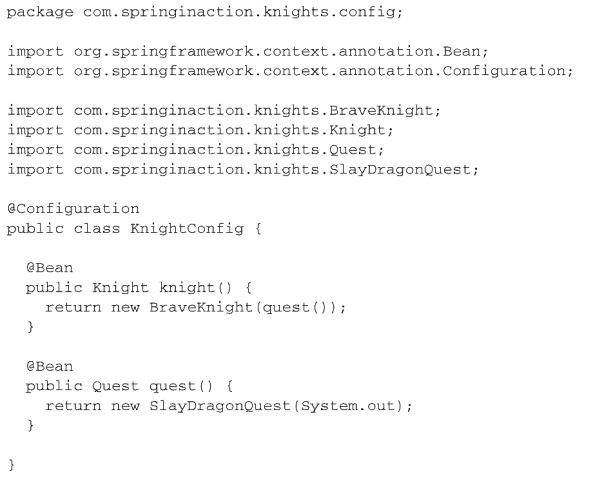 package com.springinaction.knights.config;
import org.springframework.context.annotation.Bean;
import org.springframework.context.annotation.Configuration;
import com.springinaction.knights.BraveKnight;
import com.springinaction.knights.Knight;
import com.springinaction.knights.Quest;
import com.springinaction.knights.SlayDragonQuest;
@Configuration
public class KnightConfig {
@Bean
public Knight knight() {
return new BraveKnight(quest());
}
@Bean
public Quest quest() {
return new SlayDragonQuest(System.out);
}
}